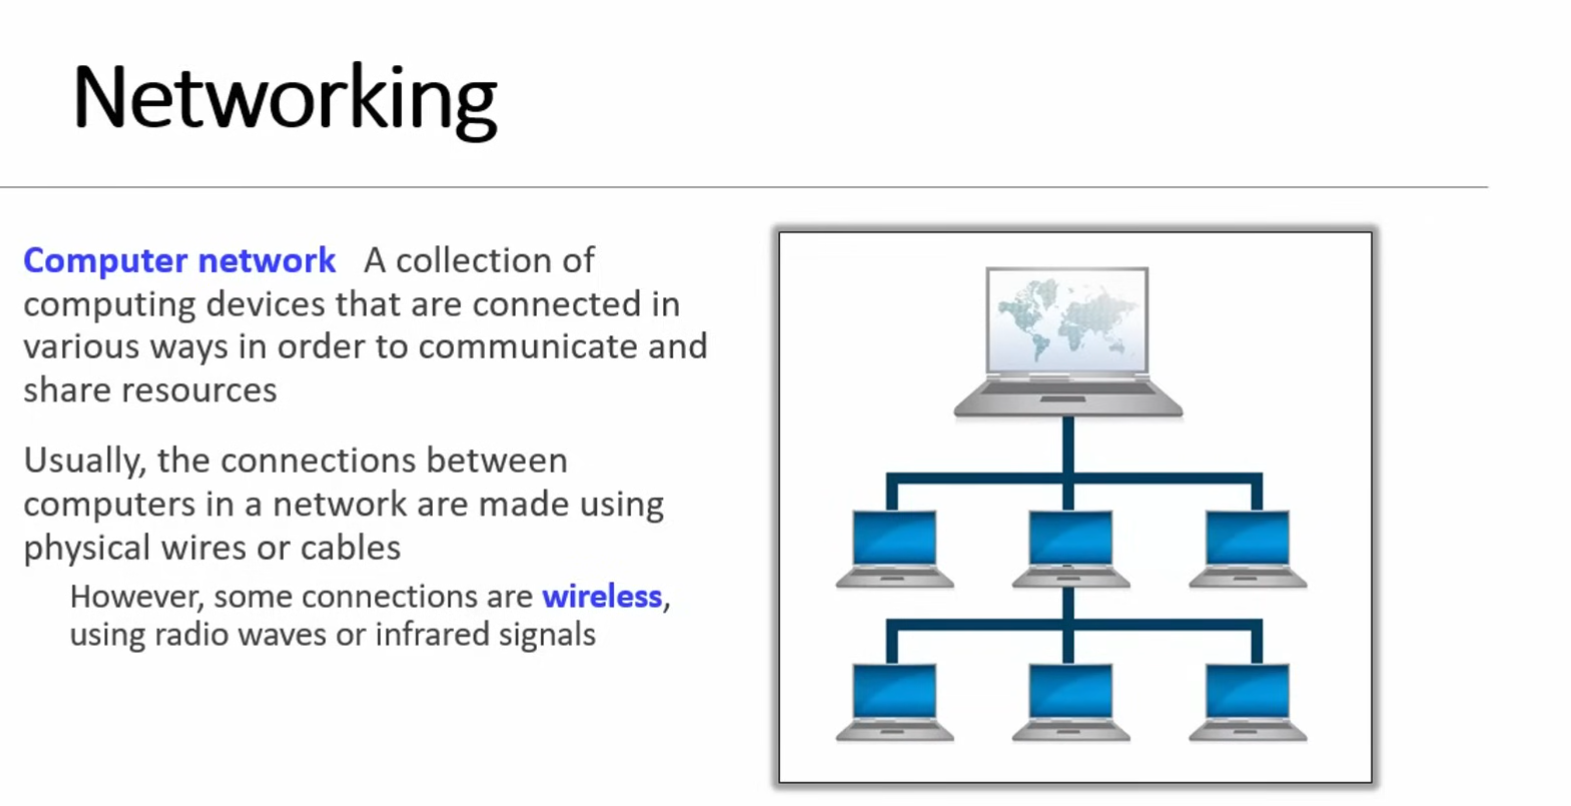 Networking
Computer network A collection of
computing devices that are connected in
various ways in order to communicate and
share resources
Usually, the connections between
computers in a network are made using
physical wires or cables
However, some connections are wireless,
using radio waves or infrared signals